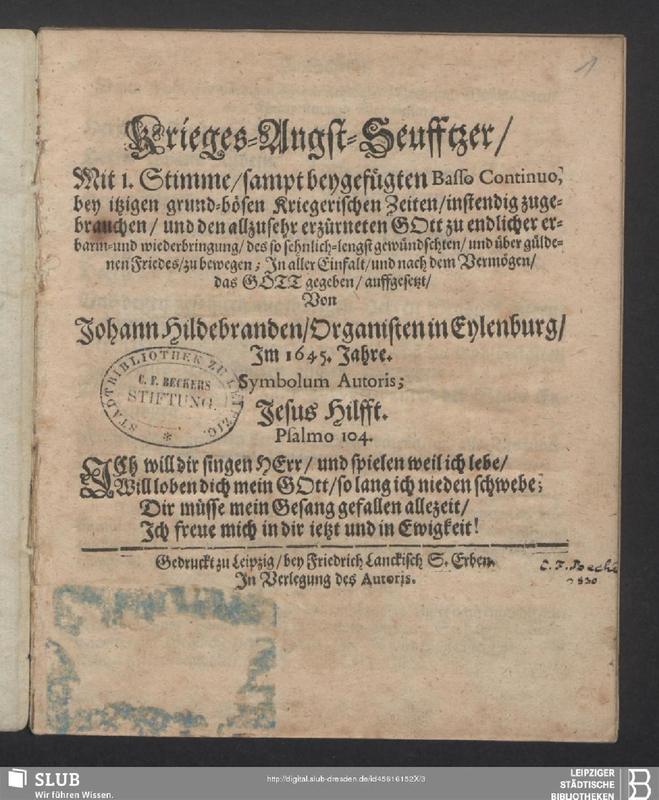 1
Krieges-Angst-Seufftzer/
Mit 1. Stimme/sampt beygefügten Basso Continuo,
bey itzigen grund-bösen Kriegerischen Zeiten/instendig zuge-
brauchen/und den allzusehr erzürneten GOtt zu endlicher er-
barm-und wiederbringung/des so sehnlich-lengst gewündschten/und über gülde-
nen Friedes/zu bewegen; In aller Einfalt/und nach dem Vermögen/
das GOTT gegeben/auffgesetzt/
Von
Johann Hildebranden/Organisten in Eylenburg/
Im 1645. Jahre.
Symbolum Autoris;
Jesus Hilfft.
Psalmo 104.
ICh will dir singen HErr/und spielen weil ich lebe/
Will loben dich mein GOtt/so lang ich nieden schwebe;
Dir müsse mein Gesang gefallen allezeit/
Ich freue mich in dir ietzt und in Ewigkeit!
Gedruckt zu Leipzig/bey Friedrich Lanckisch S. Erben.
In Verlegung des Autoris.
STADTBIBLIOTHEK ZU LEIPZIG.
C. F. BECKERS
STIFTUNG.
C. F. Becke
SLUB
Wir führen Wissen.
http://digital.slub-dresden.de/id45616152X/3
LEIPZIGER
STÄDTISCHE
BIBLIOTHEKEN